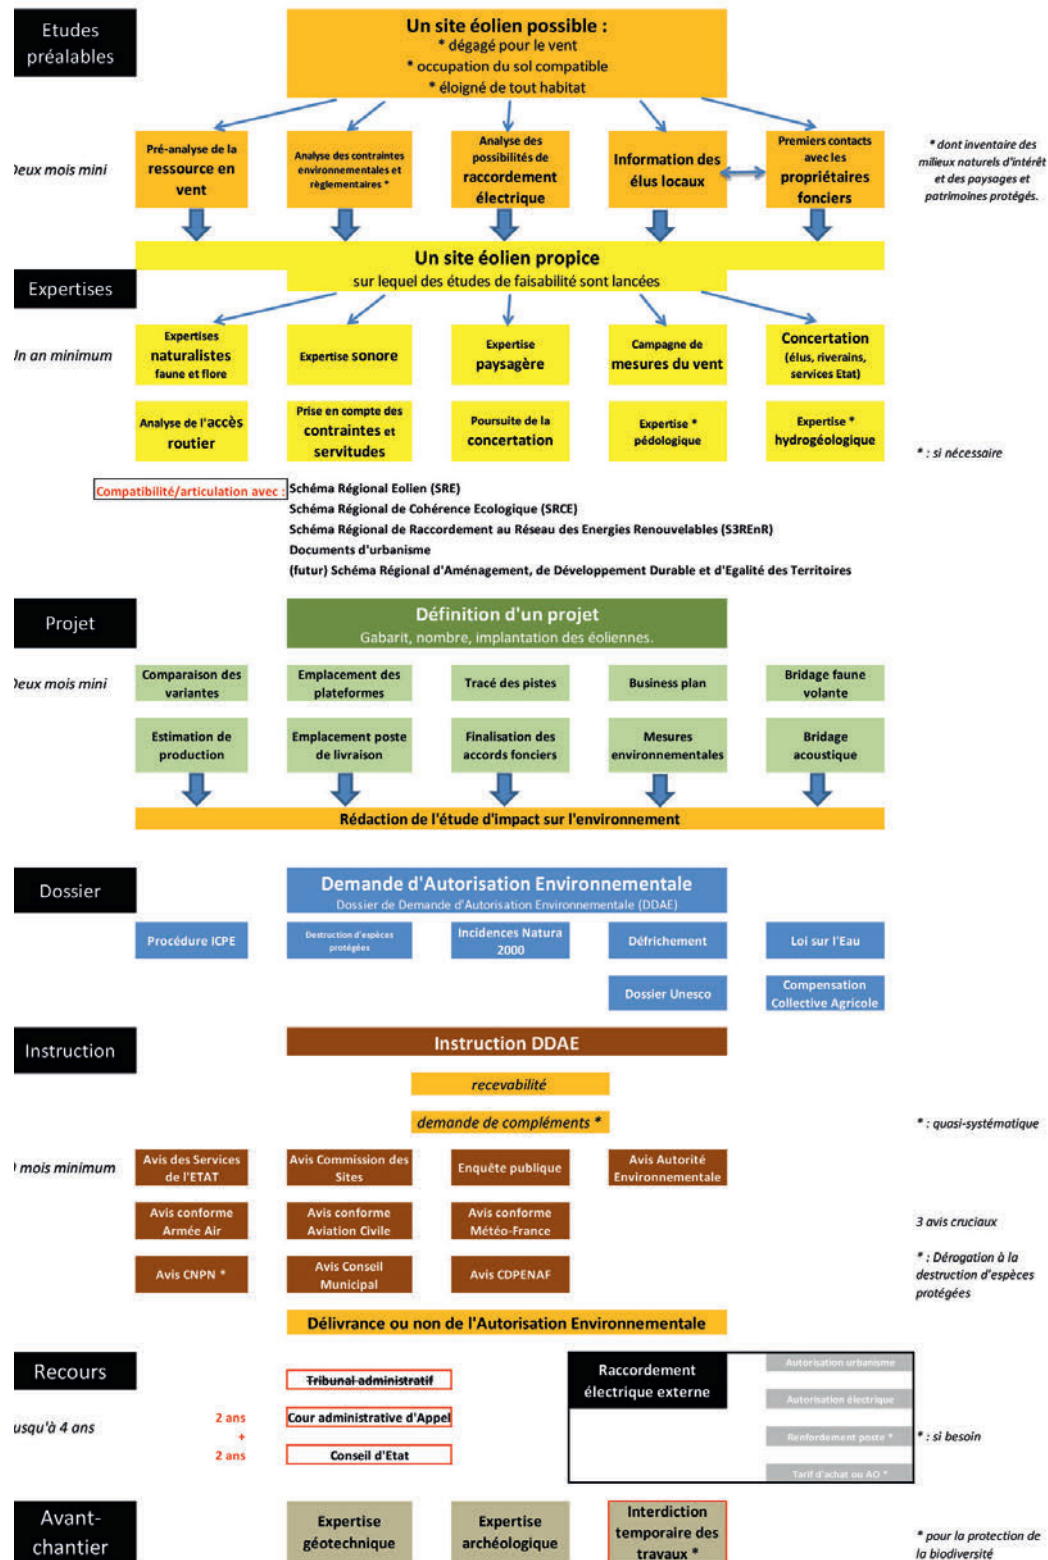 Etudes
préalables
Un site éolien possible :
* dégagé pour le vent
* occupation du sol compatible
* éloigné de tout habitat
Deux mois mini
Pré-analyse de la
ressource en
vent
Analyse des contraintes
environnementales et
règlementaires *
Analyse des
possibilités de
raccordement
électrique
Information des
élus locaux
Premiers contacts
avec les
propriétaires
fonciers
* dont inventaire des
milieux naturels d'intérêt
et des paysages et
patrimoines protégés.
Un site éolien propice
sur lequel des études de faisabilité sont lancées
Expertises
Un an minimum
Expertises
naturalistes
faune et flore
Expertise sonore
Expertise
paysagère
Campagne de
mesures du vent
Concertation
(élus, riverains,
services Etat)
Analyse de l'accès
routier
Prise en compte des
contraintes et
servitudes
Poursuite de la
concertation
Expertise *
pédologique
Expertise *
hydrogéologique
* : si nécessaire
Compatibilité/articulation avec :
Schéma Régional Eolien (SRE)
Schéma Régional de Cohérence Ecologique (SRCE)
Schéma Régional de Raccordement au Réseau des Energies Renouvelables (S3REnR)
Documents d'urbanisme
(futur) Schéma Régional d'Aménagement, de Développement Durable et d'Egalité des Territoires
Projet
Définition d'un projet
Gabarit, nombre, implantation des éoliennes.
Deux mois mini
Comparaison des
variantes
Emplacement des
plateformes
Tracé des pistes
Business plan
Bridage faune
volante
Estimation de
production
Emplacement poste
de livraison
Finalisation des
accords fonciers
Mesures
environnementales
Bridage
acoustique
Rédaction de l'étude d'impact sur l'environnement
Dossier
Demande d'Autorisation Environnementale
Dossier de Demande d'Autorisation Environnementale (DDAE)
Procédure ICPE
Destruction d'espèces
protégées
Incidences Natura
2000
Défrichement
Loi sur l'Eau
Dossier Unesco
Compensation
Collective Agricole
Instruction
Instruction DDAE
recevabilité
demande de compléments *
* : quasi-systématique
mois minimum
Avis des Services
de l'ETAT
Avis Commission des
Sites
Enquête publique
Avis Autorité
Environnementale
Avis conforme
Armée Air
Avis conforme
Aviation Civile
Avis conforme
Météo-France
3 avis cruciaux
Avis CNPN *
Avis Conseil
Municipal
Avis CDPENAF
* : Dérogation à la
destruction d'espèces
protégées
Délivrance ou non de l'Autorisation Environnementale
Recours
usqu'à 4 ans
Tribunal administratif
2 ans
Cour administrative d'Appel
+
2 ans
Conseil d'Etat
Raccordement
électrique externe
Autorisation urbanisme
Autorisation électrique
Renfordement poste *
Tarif d'achat ou AO *
* : si besoin
Avant-
chantier
Expertise
géotechnique
Expertise
archéologique
Interdiction
temporaire des
travaux *
* pour la protection de
la biodiversité